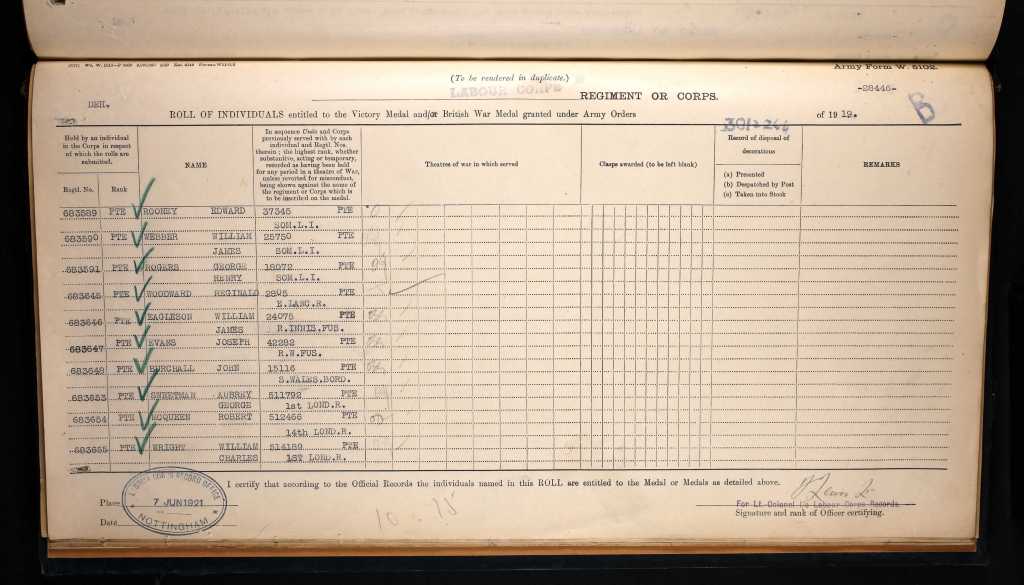 (To be rendered in duplicate.)
Army Form W. 5102.
LABOUR CORPS
REGIMENT OR CORPS.
-28446-
DEH.
B
ROLL OF INDIVIDUALS entitled to the Victory Medal and/or British War Medal granted under Army Orders
of 19 19.
Held by an individual in the Corps in respect of which the rolls are submitted.
Regtl. No.
Rank
NAME
In sequence Units and Corps previously served with by each individual and Regtl. Nos. therein; the highest rank, whether substantive, acting or temporary, recorded as having been held for any period in a theatre of War, unless reverted for misconduct, being shown against the name of the regiment or Corps which is to be inscribed on the medal.
Theatres of war in which served
Clasps awarded (to be left blank)
Record of disposal of decorations
(a) Presented
(b) Despatched by Post
(c) Taken into Stock
REMARKS
683589 PTE ROONEY EDWARD 37345 PTE
SOM.L.I.
683590 PTE WEBBER WILLIAM 25750 PTE
JAMES SOM.L.I.
683591 PTE ROGERS GEORGE 18072 PTE
HENRY SOM.L.I.
683645 PTE WOODWARD REGINALD 2805 PTE
E.LANC.R.
683646 PTE EAGLESON WILLIAM 24075 PTE
JAMES R.INNIS.FUS.
683647 PTE EVANS JOSEPH 42282 PTE
R.W.FUS.
683648 PTE BURCHALL JOHN 15116 PTE
S.WALES.BORD.
683653 PTE SWEETMAN AUBREY 511792 PTE
GEORGE 1st LOND.R.
683654 PTE MCQUEEN ROBERT 512466 PTE
14th LOND.R.
683655 PTE WRIGHT WILLIAM 514189 PTE
CHARLES 1ST LOND.R.
I certify that according to the Official Records the individuals named in this ROLL are entitled to the Medal or Medals as detailed above.
Place
7 JUN 1921
NOTTINGHAM
Date
For Lt. Colonel i/c Labour Corps Records
Signature and rank of Officer certifying.